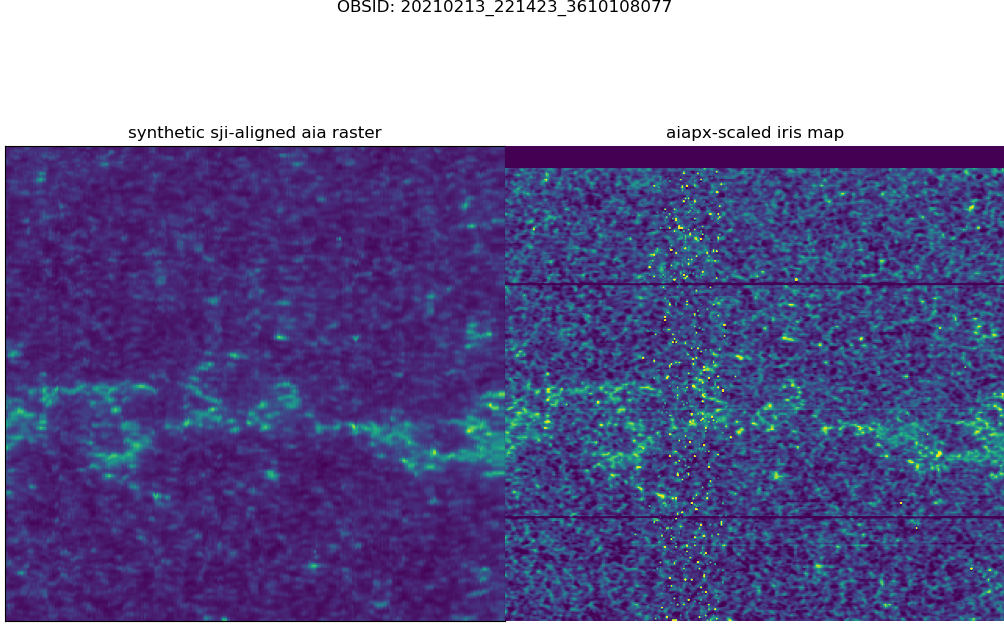 OBSID: 20210213_221423_3610108077
synthetic sji-aligned aia raster
aiapx-scaled iris map